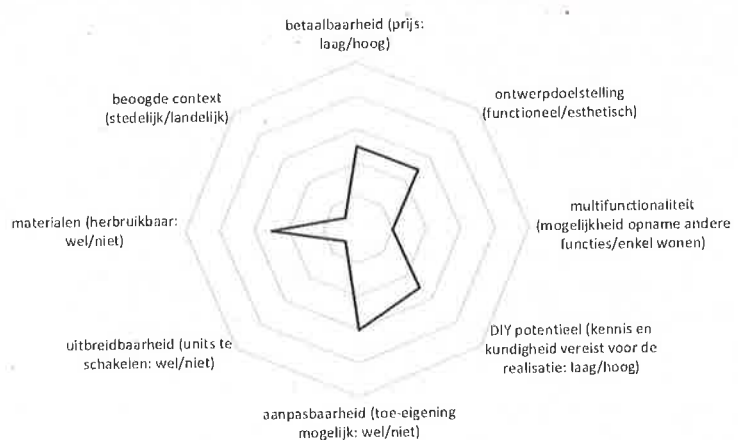 betaalbaarheid (prijs:
laag/hoog)
ontwerpdoelstelling
(functioneel/esthetisch)
multifunctionaliteit
(mogelijkheid opname andere
functies/enkel wonen)
DIY potentieel (kennis en
kundigheid vereist voor de
realisatie: laag/hoog)
aanpasbaarheid (toe-eigening
mogelijk: wel/niet)
uitbreidbaarheid (units te
schakelen: wel/niet)
materialen (herbruikbaar:
wel/niet)
beoogde context
(stedelijk/landelijk)